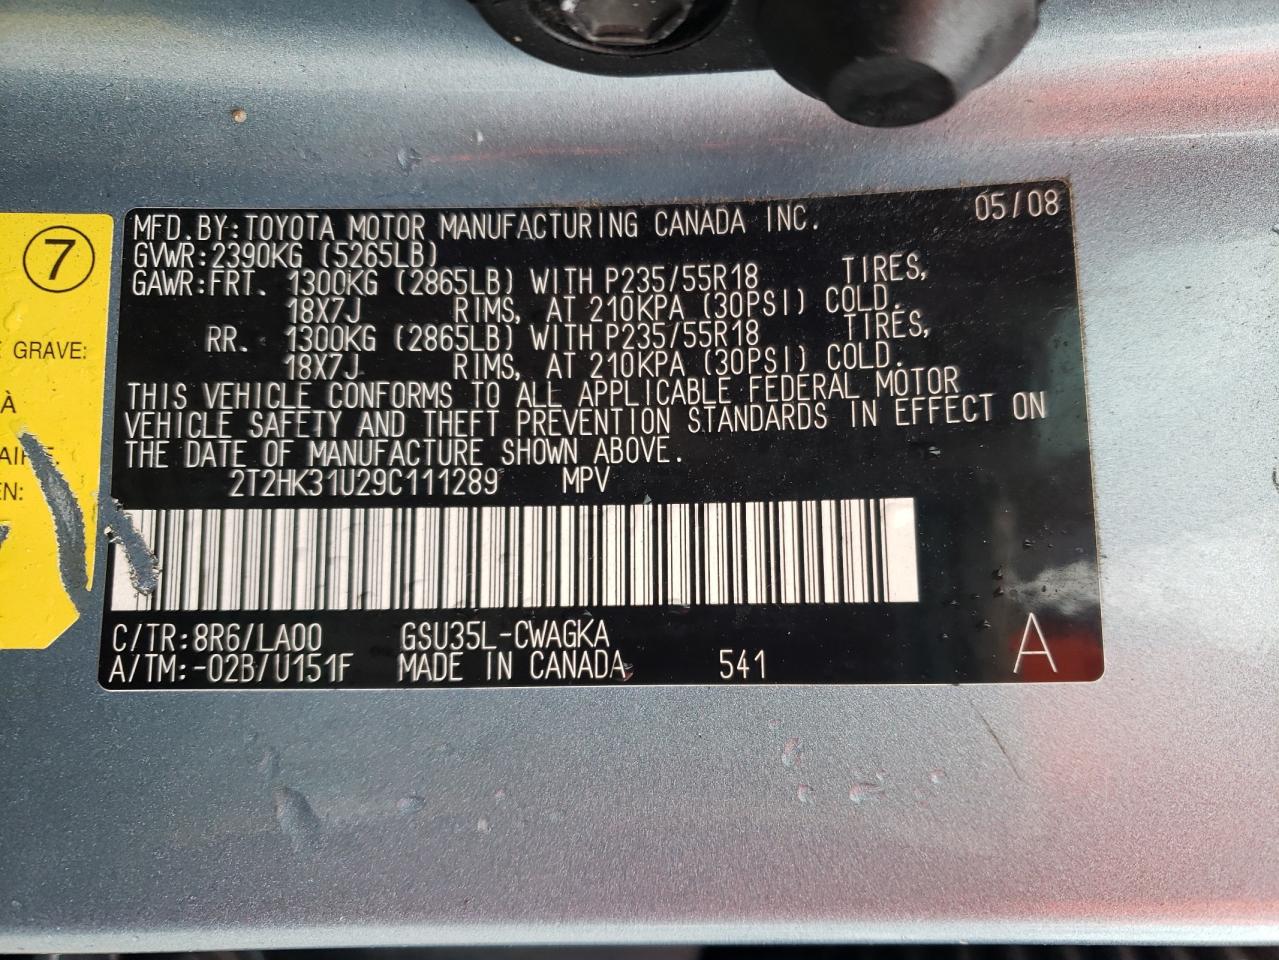 MFD.BY:TOYOTA MOTOR MANUFACTURING CANADA INC. 05/08
GVWR:2390KG (5265LB)
GAWR:FRT. 1300KG (2865LB) WITH P235/55R18 TIRES,
18X7J RIMS, AT 210KPA (30PSI) COLD.
RR. 1300KG (2865LB) WITH P235/55R18 TIRES,
18X7J RIMS, AT 210KPA (30PSI) COLD.
THIS VEHICLE CONFORMS TO ALL APPLICABLE FEDERAL MOTOR
VEHICLE SAFETY AND THEFT PREVENTION STANDARDS IN EFFECT ON
THE DATE OF MANUFACTURE SHOWN ABOVE.
2T2HK31U29C111289 MPV
C/TR:8R6/LA00 GSU35L-CWAGKA
A/TM:-02B/U151F MADE IN CANADA 541 A
7
GRAVE:
À